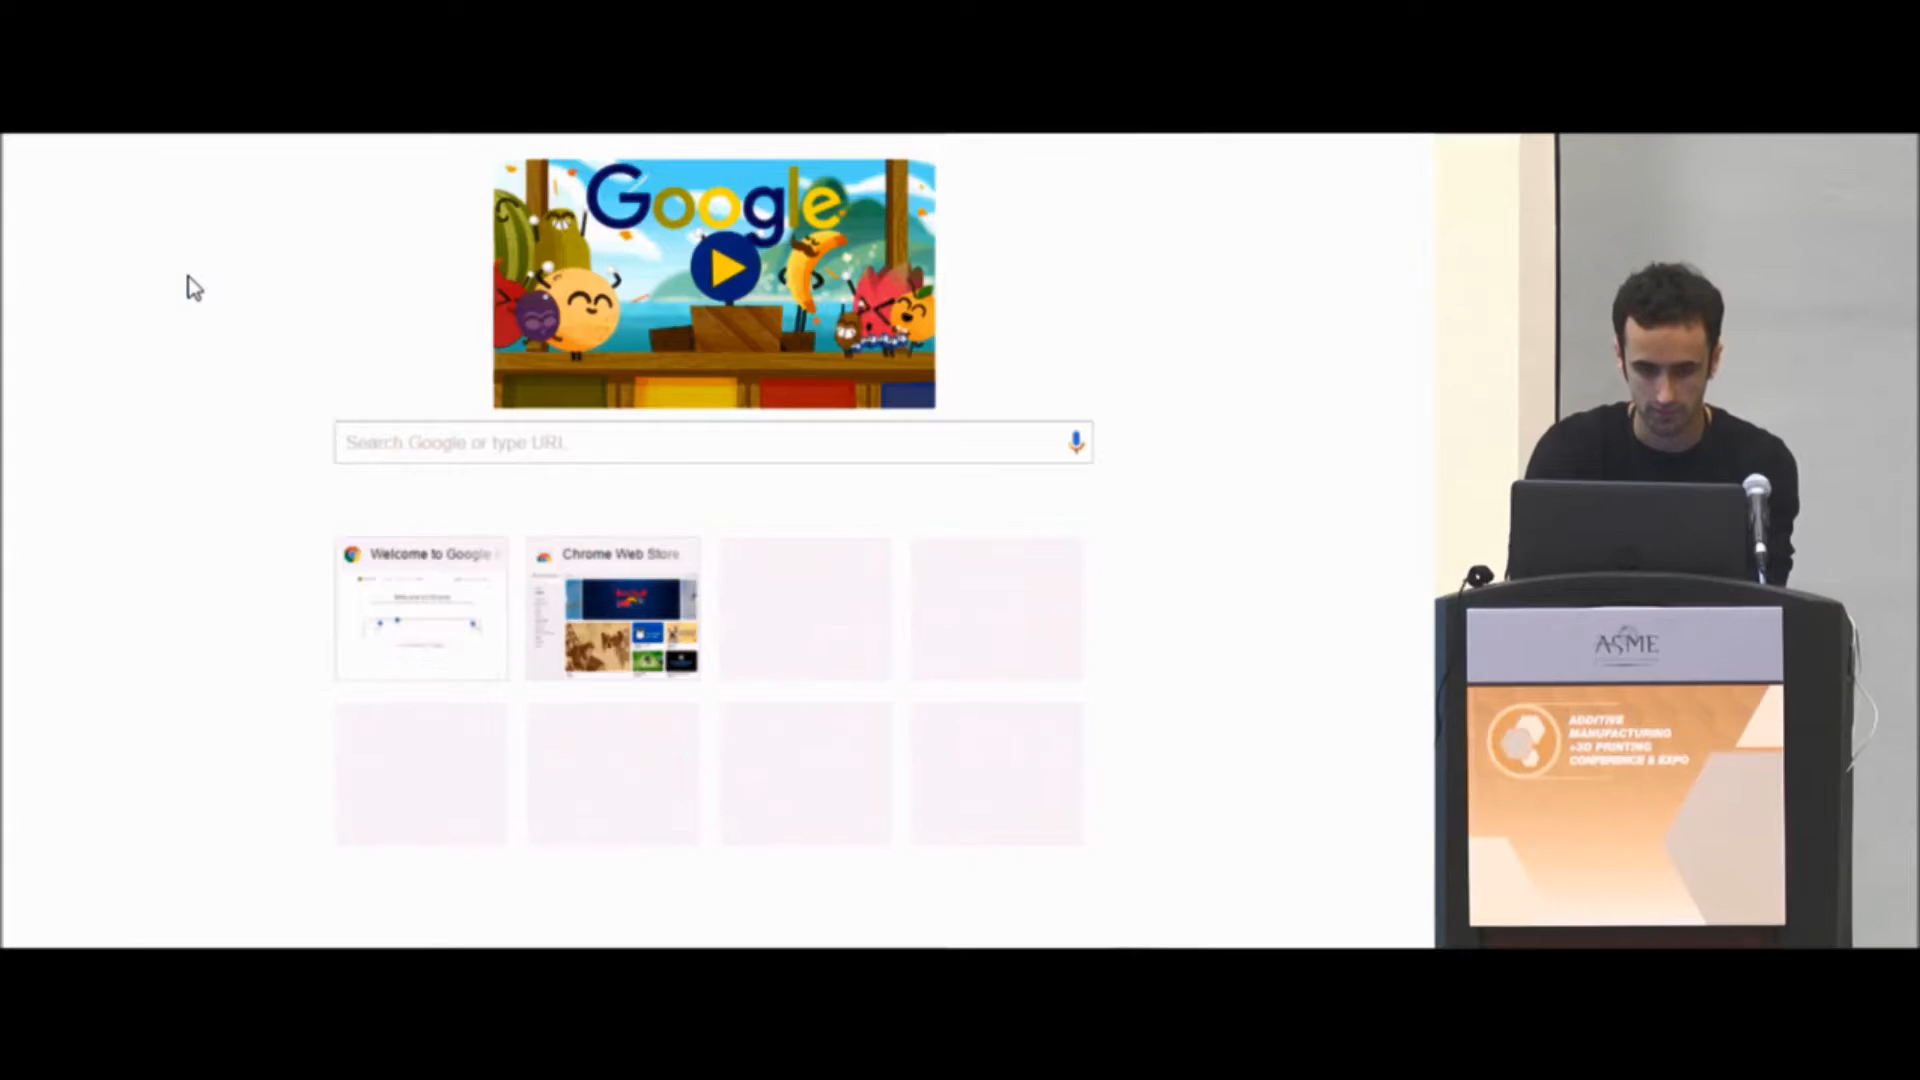 Google
Search Google or type URL
Welcome to Google
Chrome Web Store
ASME
ADDITIVE
MANUFACTURING
+3D PRINTING
CONFERENCE & EXPO